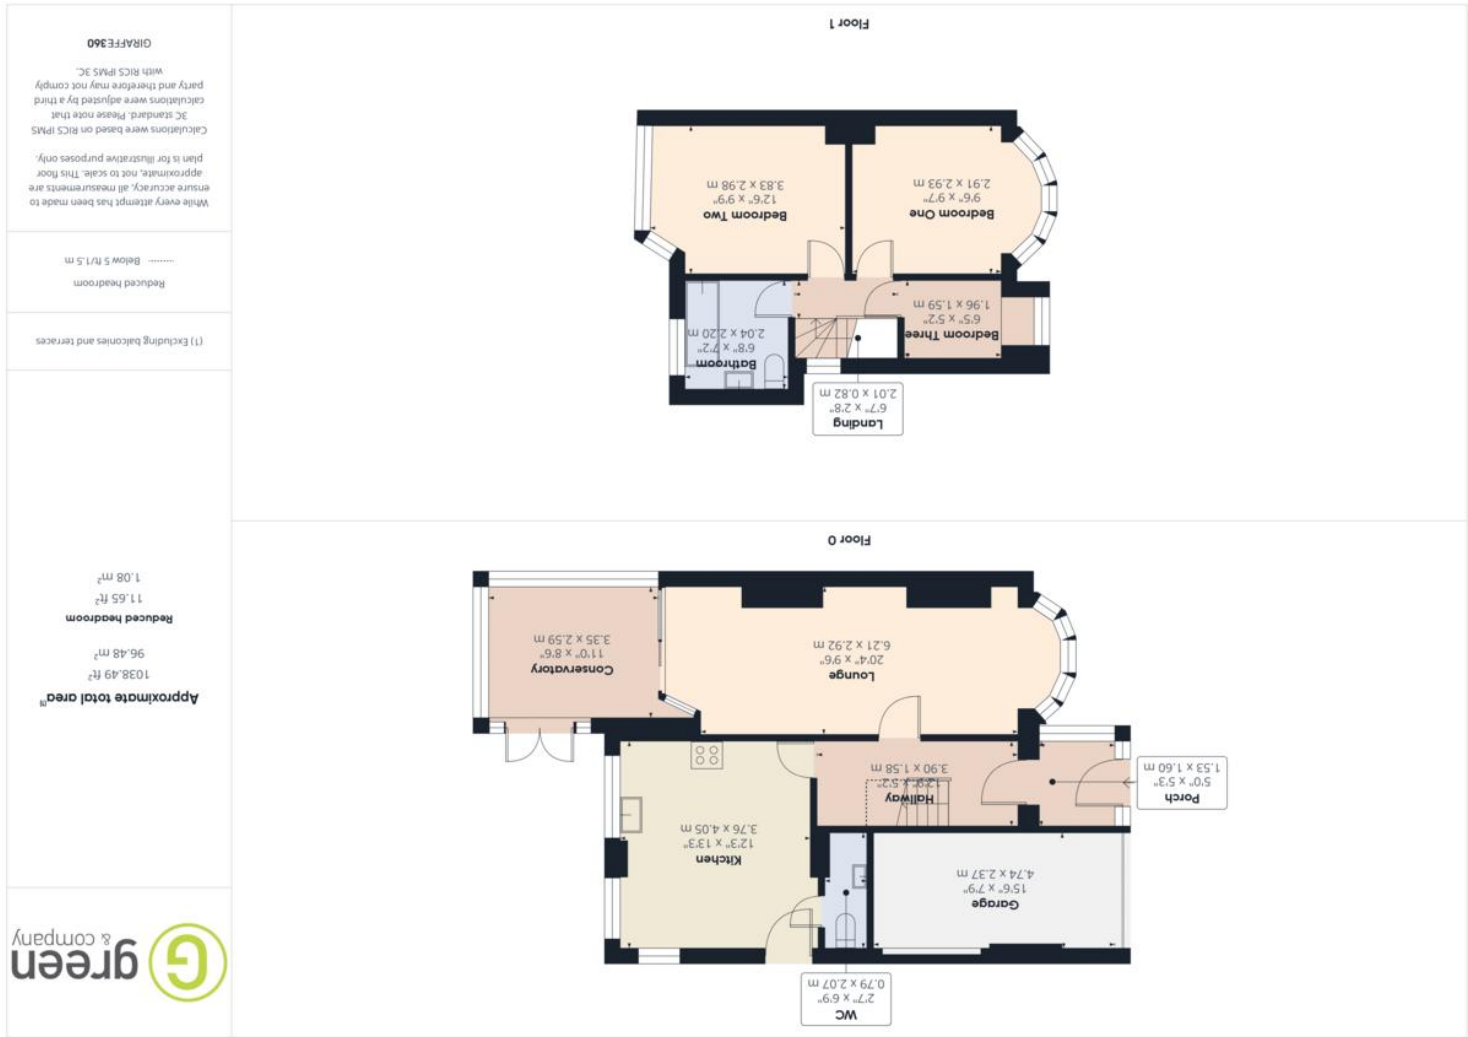 green
& company
Approximate total area⁽¹⁾
1038.49 ft²
96.48 m²
Reduced headroom
11.65 ft²
1.08 m²
(1) Excluding balconies and terraces
Reduced headroom
........ Below 5 ft/1.5 m
While every attempt has been made to
ensure accuracy, all measurements are
approximate, not to scale. This floor
plan is for illustrative purposes only.
Calculations were based on RICS IPMS
3C standard. Please note that
calculations were adjusted by a third
party and therefore may not comply
with RICS IPMS 3C.
GIRAFFE360
WC
2'7" x 6'9"
0.79 x 2.07 m
Garage
15'6" x 7'9"
4.74 x 2.37 m
Kitchen
12'3" x 13'3"
3.76 x 4.05 m
Porch
5'0" x 5'3"
1.53 x 1.60 m
Hallway
12'9" x 5'2"
3.90 x 1.58 m
Lounge
20'4" x 9'6"
6.21 x 2.92 m
Conservatory
11'0" x 8'6"
3.35 x 2.59 m
Floor 0
Landing
6'7" x 2'8"
2.01 x 0.82 m
Bathroom
6'8" x 7'2"
2.04 x 2.20 m
Bedroom Three
6'5" x 5'2"
1.96 x 1.59 m
Bedroom One
9'6" x 9'7"
2.91 x 2.93 m
Bedroom Two
12'6" x 9'9"
3.83 x 2.98 m
Floor 1